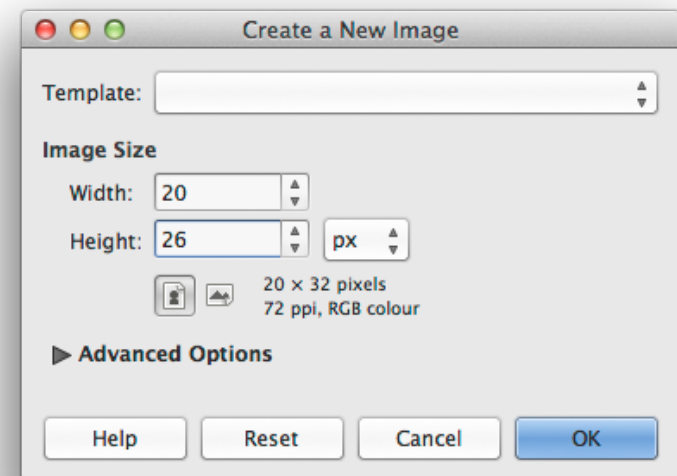 Create a New Image
Template:
Image Size
Width: 20
Height: 26 px
20 × 32 pixels
72 ppi, RGB colour
Advanced Options
Help Reset Cancel OK